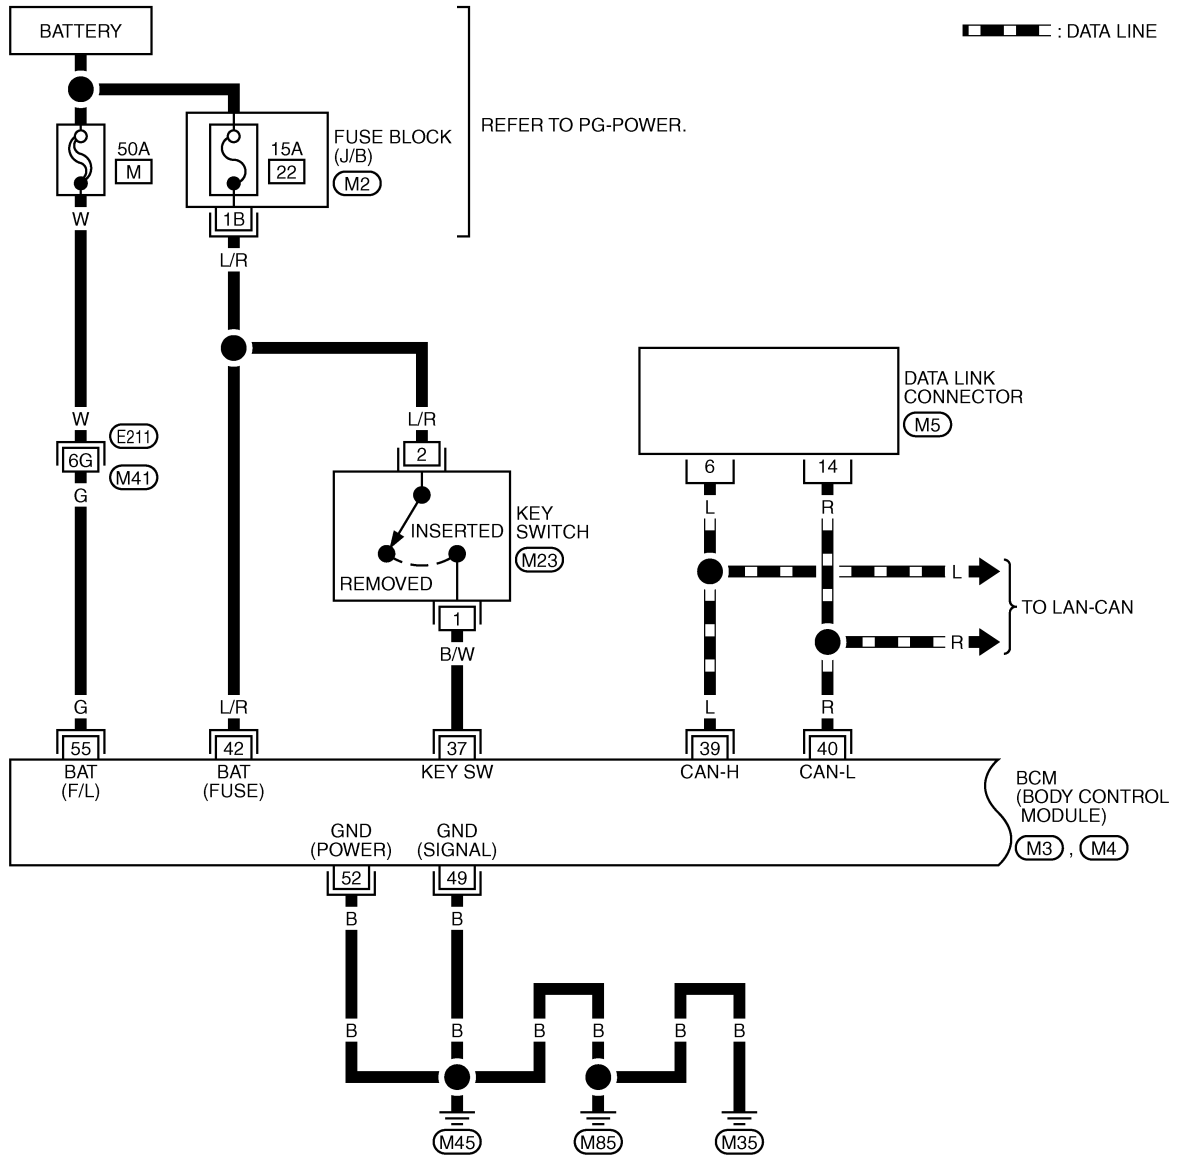 BATTERY
: DATA LINE
REFER TO PG-POWER.
50A
M
15A
22
FUSE BLOCK
(J/B)
M2
1B
W
L/R
W
L/R
E211
6G
M41
G
2
KEY
SWITCH
M23
INSERTED
REMOVED
1
B/W
DATA LINK
CONNECTOR
M5
6
14
L
R
L
R
TO LAN-CAN
G
L/R
L
R
55
42
37
39
40
BAT
(F/L)
BAT
(FUSE)
KEY SW
CAN-H
CAN-L
BCM
(BODY CONTROL
MODULE)
M3 , M4
GND
(POWER)
GND
(SIGNAL)
52
49
B
B
B
B
B
B
B
B
M45
M85
M35